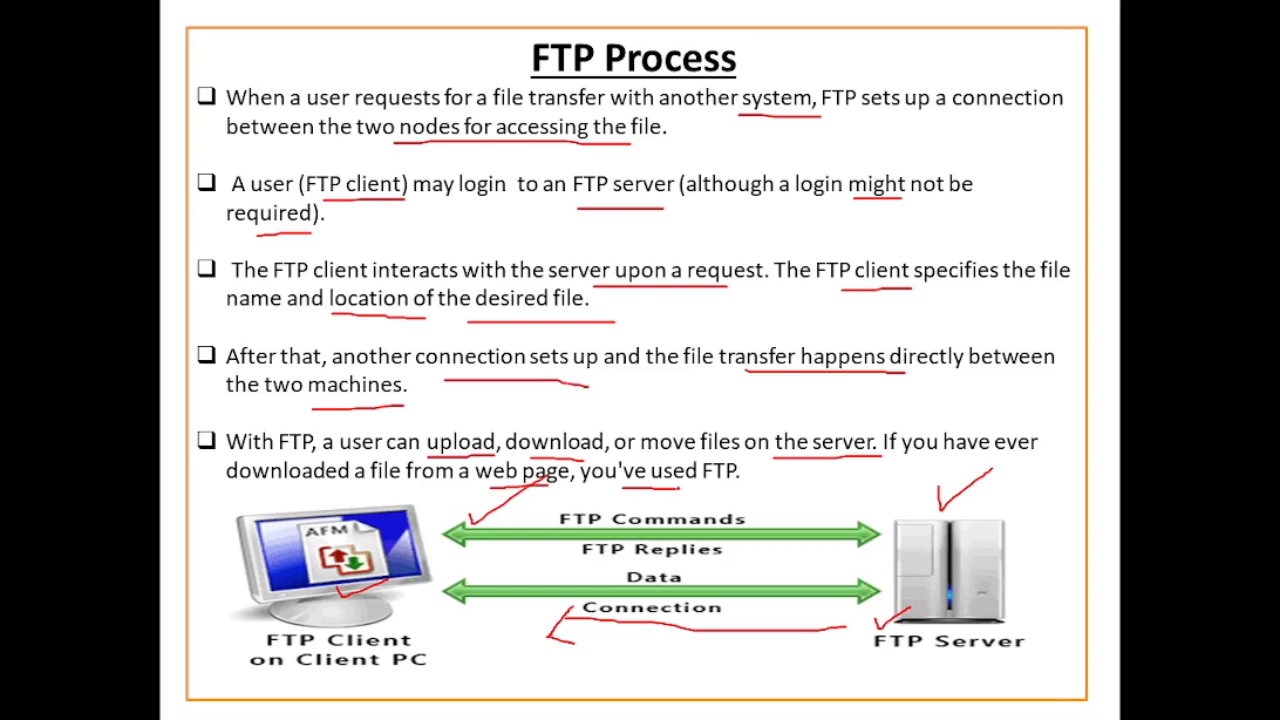 FTP Process
❑ When a user requests for a file transfer with another system, FTP sets up a connection
between the two nodes for accessing the file.
❑ A user (FTP client) may login to an FTP server (although a login might not be
required).
❑ The FTP client interacts with the server upon a request. The FTP client specifies the file
name and location of the desired file.
❑ After that, another connection sets up and the file transfer happens directly between
the two machines.
❑ With FTP, a user can upload, download, or move files on the server. If you have ever
downloaded a file from a web page, you've used FTP.
AFM
FTP Commands
FTP Replies
Data
Connection
FTP Client
on Client PC
FTP Server